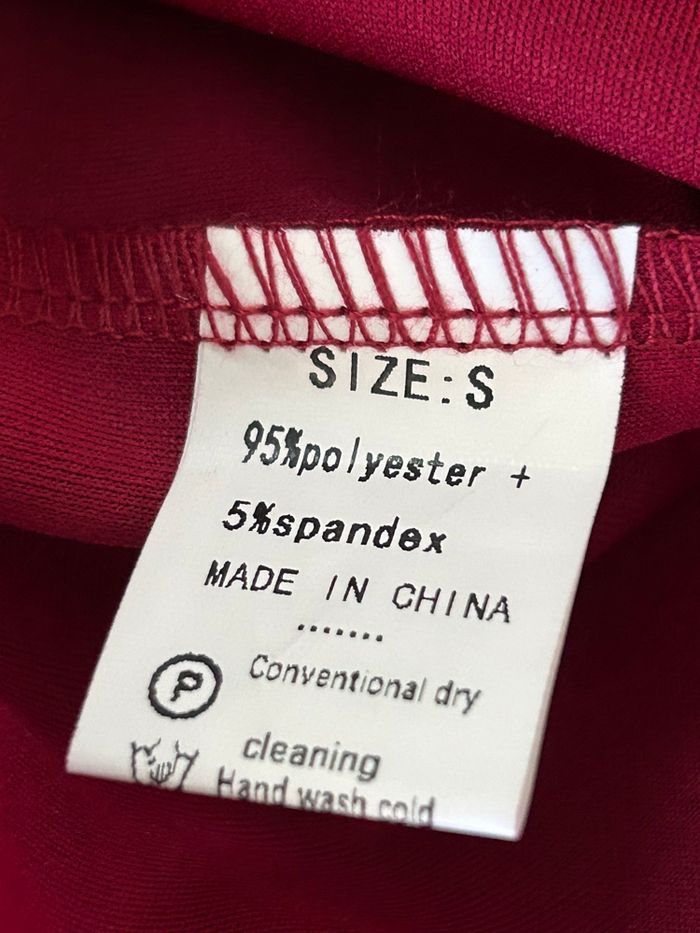 SIZE:S
95%polyester +
5%spandex
MADE IN CHINA
.......
P Conventional dry
cleaning
Hand wash cold